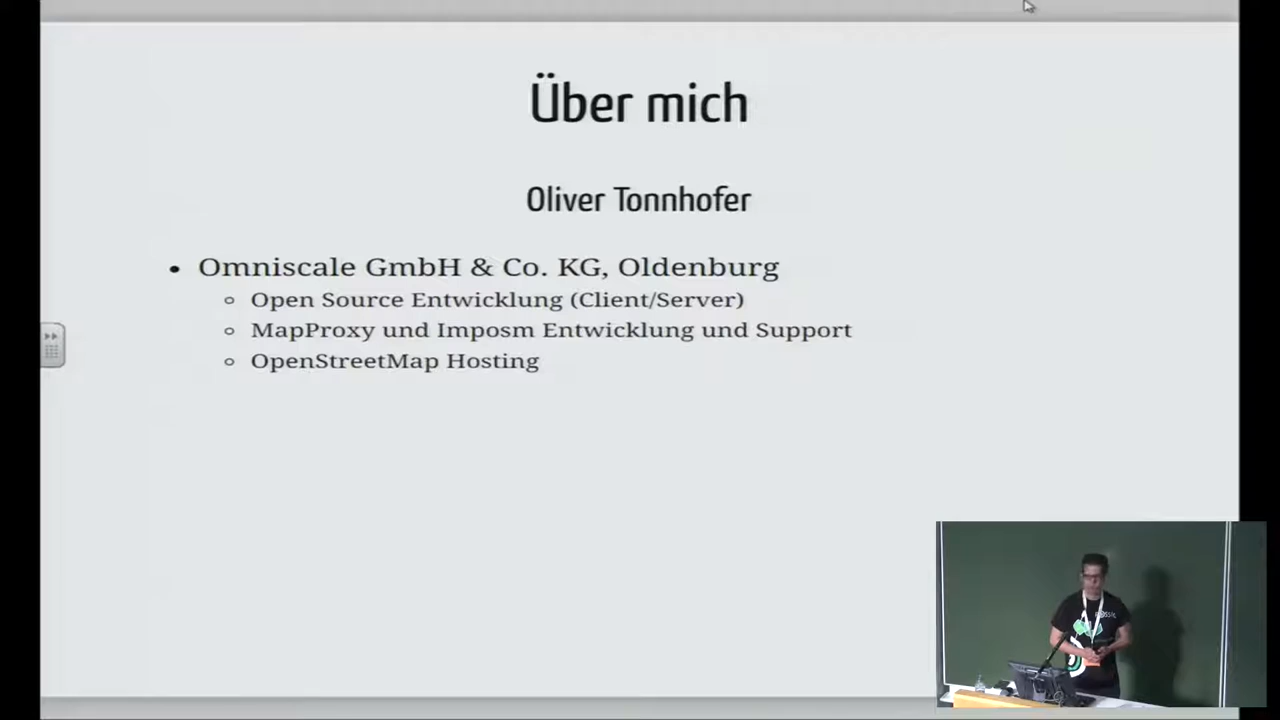 Über mich
Oliver Tonnhofer
• Omniscale GmbH & Co. KG, Oldenburg
◦ Open Source Entwicklung (Client/Server)
◦ MapProxy und Imposm Entwicklung und Support
◦ OpenStreetMap Hosting